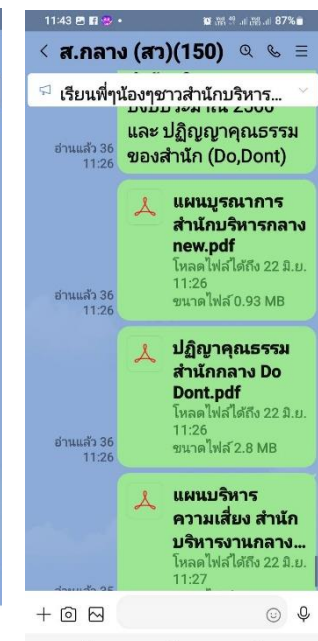 11:43
87%
ส.กลาง (สว)(150)
เรียนพี่ๆน้องๆชาวสำนักบริหาร...
และ ปฏิญญาคุณธรรม
ของสำนัก (Do,Dont)
อ่านแล้ว 36
11:26
แผนบูรณาการ
สำนักบริหารกลาง
new.pdf
โหลดไฟล์ได้ถึง 22 มิ.ย.
11:26
ขนาดไฟล์ 0.93 MB
อ่านแล้ว 36
11:26
ปฏิญาคุณธรรม
สำนักกลาง Do
Dont.pdf
โหลดไฟล์ได้ถึง 22 มิ.ย.
11:26
ขนาดไฟล์ 2.8 MB
อ่านแล้ว 36
11:26
แผนบริหาร
ความเสี่ยง สำนัก
บริหารงานกลาง...
โหลดไฟล์ได้ถึง 22 มิ.ย.
11:27